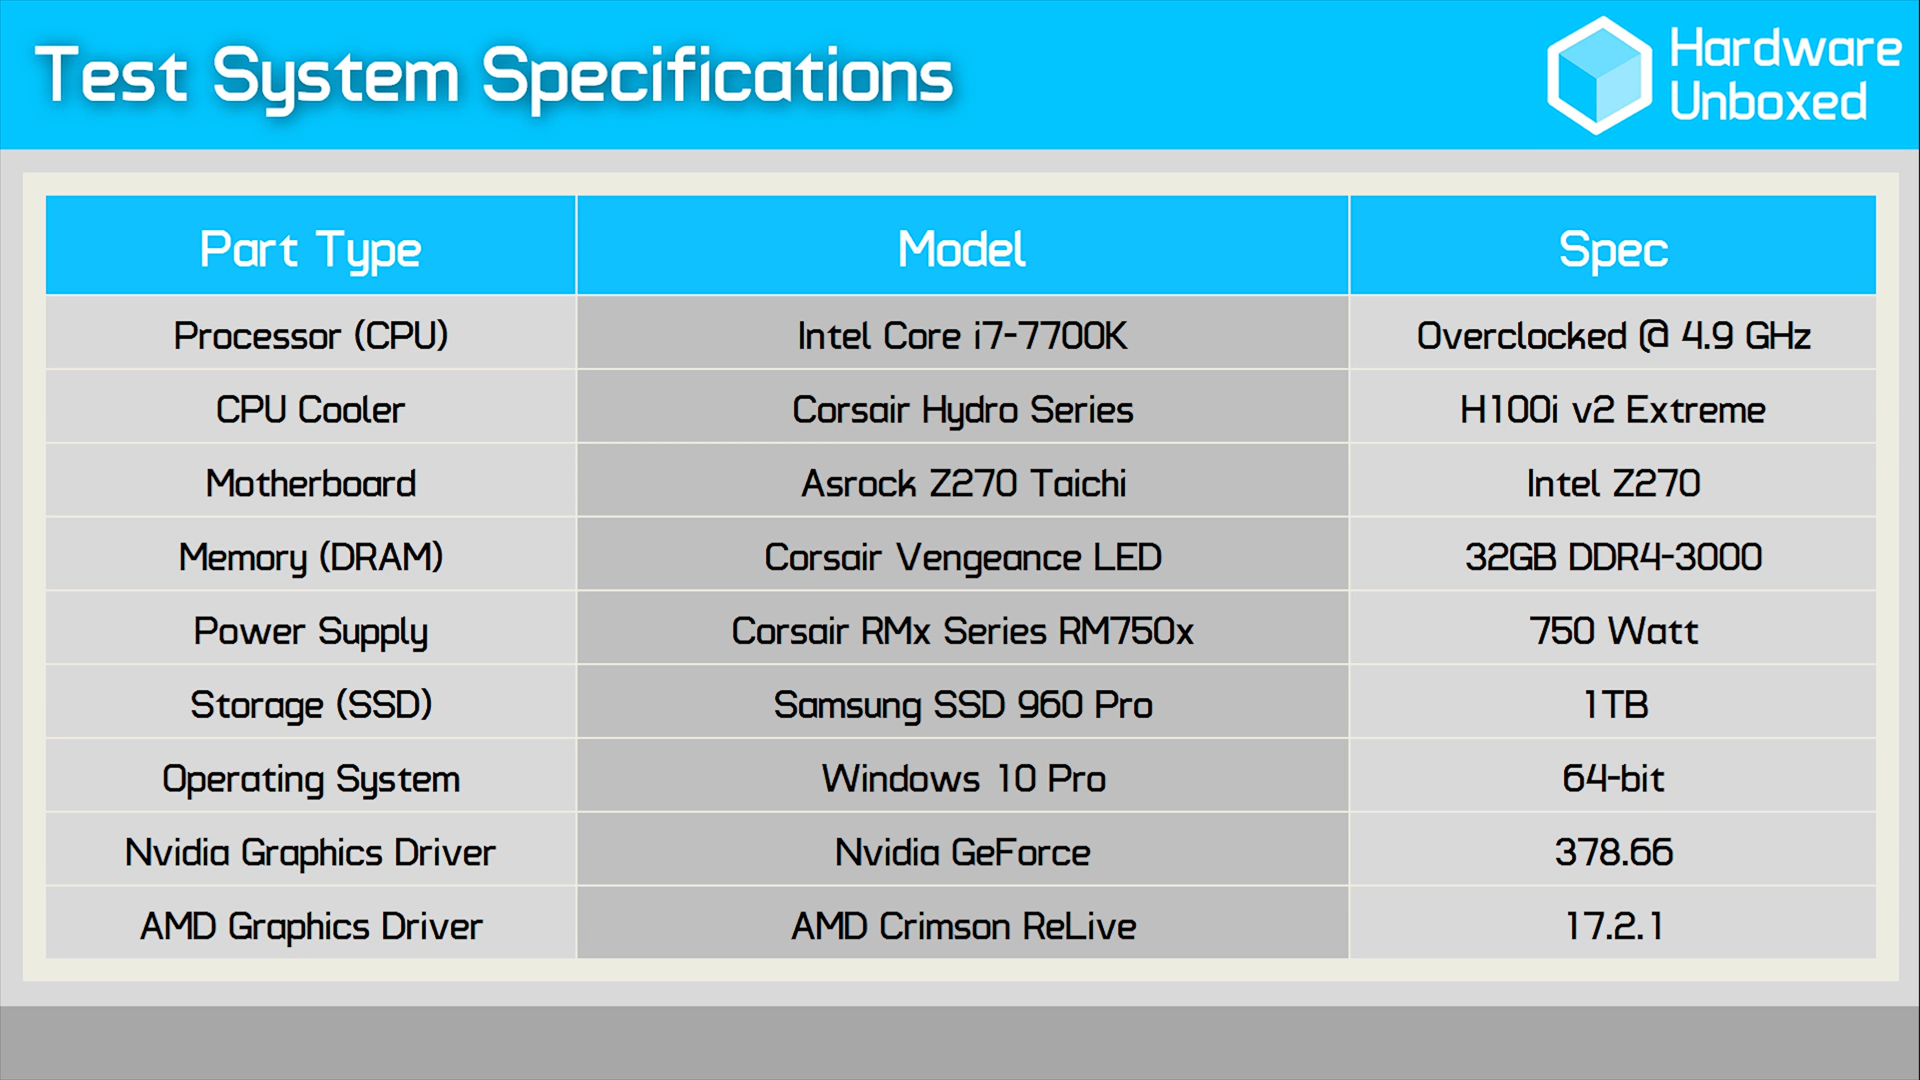 Test System Specifications
Hardware
Unboxed
Part Type Model Spec
Processor (CPU) Intel Core i7-7700K Overclocked @ 4.9 GHz
CPU Cooler Corsair Hydro Series H100i v2 Extreme
Motherboard Asrock Z270 Taichi Intel Z270
Memory (DRAM) Corsair Vengeance LED 32GB DDR4-3000
Power Supply Corsair RMx Series RM750x 750 Watt
Storage (SSD) Samsung SSD 960 Pro 1TB
Operating System Windows 10 Pro 64-bit
Nvidia Graphics Driver Nvidia GeForce 378.66
AMD Graphics Driver AMD Crimson ReLive 17.2.1